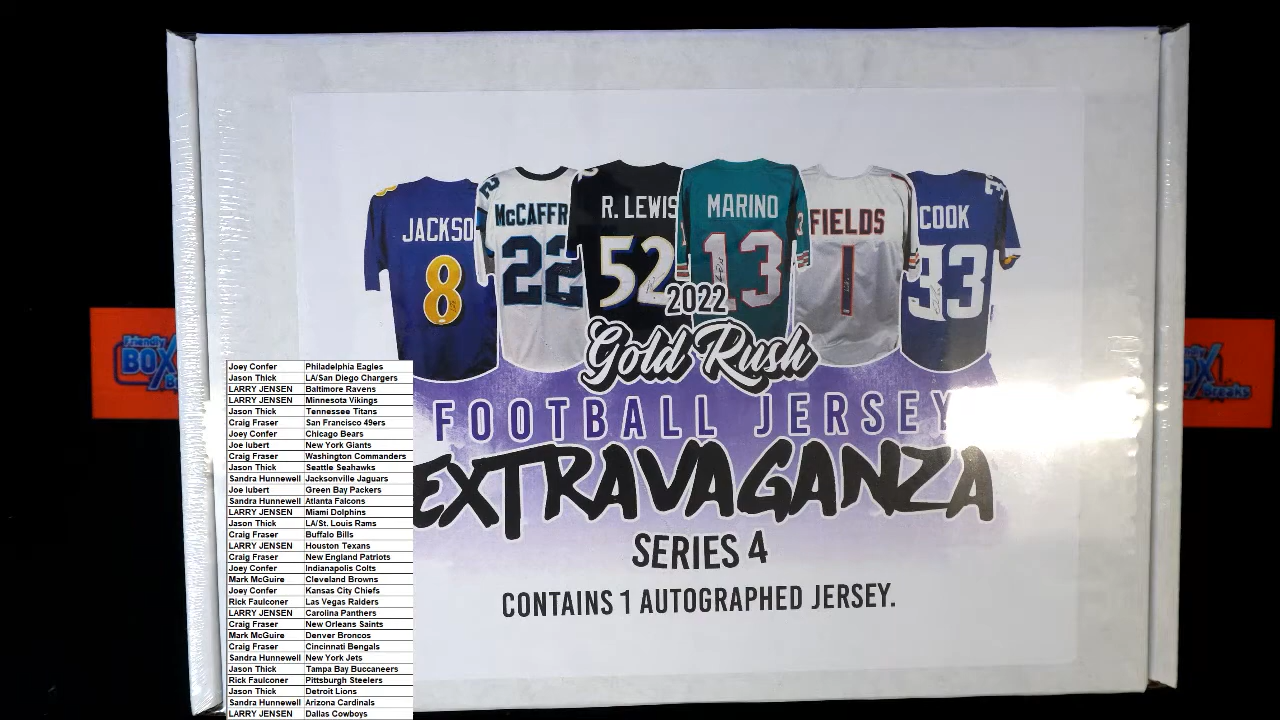 JACKSO
8
McCAFFR
22
R. LEWIS
52
MARINO
13
FIELDS
1
COOK
33
2022
Gold Rush
FOOTBALL JERSEY
EXTRAVAGANZA
SERIES 4
CONTAINS 1 AUTOGRAPHED JERSEY.
Friendly
BOX
B
X
Breaks
Joey Confer Philadelphia Eagles
Jason Thick LA/San Diego Chargers
LARRY JENSEN Baltimore Ravens
LARRY JENSEN Minnesota Vikings
Jason Thick Tennessee Titans
Craig Fraser San Francisco 49ers
Joey Confer Chicago Bears
Joe Iubert New York Giants
Craig Fraser Washington Commanders
Jason Thick Seattle Seahawks
Sandra Hunnewell Jacksonville Jaguars
Joe Iubert Green Bay Packers
Sandra Hunnewell Atlanta Falcons
LARRY JENSEN Miami Dolphins
Jason Thick LA/St. Louis Rams
Craig Fraser Buffalo Bills
LARRY JENSEN Houston Texans
Craig Fraser New England Patriots
Joey Confer Indianapolis Colts
Mark McGuire Cleveland Browns
Joey Confer Kansas City Chiefs
Rick Faulconer Las Vegas Raiders
LARRY JENSEN Carolina Panthers
Craig Fraser New Orleans Saints
Mark McGuire Denver Broncos
Craig Fraser Cincinnati Bengals
Sandra Hunnewell New York Jets
Jason Thick Tampa Bay Buccaneers
Rick Faulconer Pittsburgh Steelers
Jason Thick Detroit Lions
Sandra Hunnewell Arizona Cardinals
LARRY JENSEN Dallas Cowboys